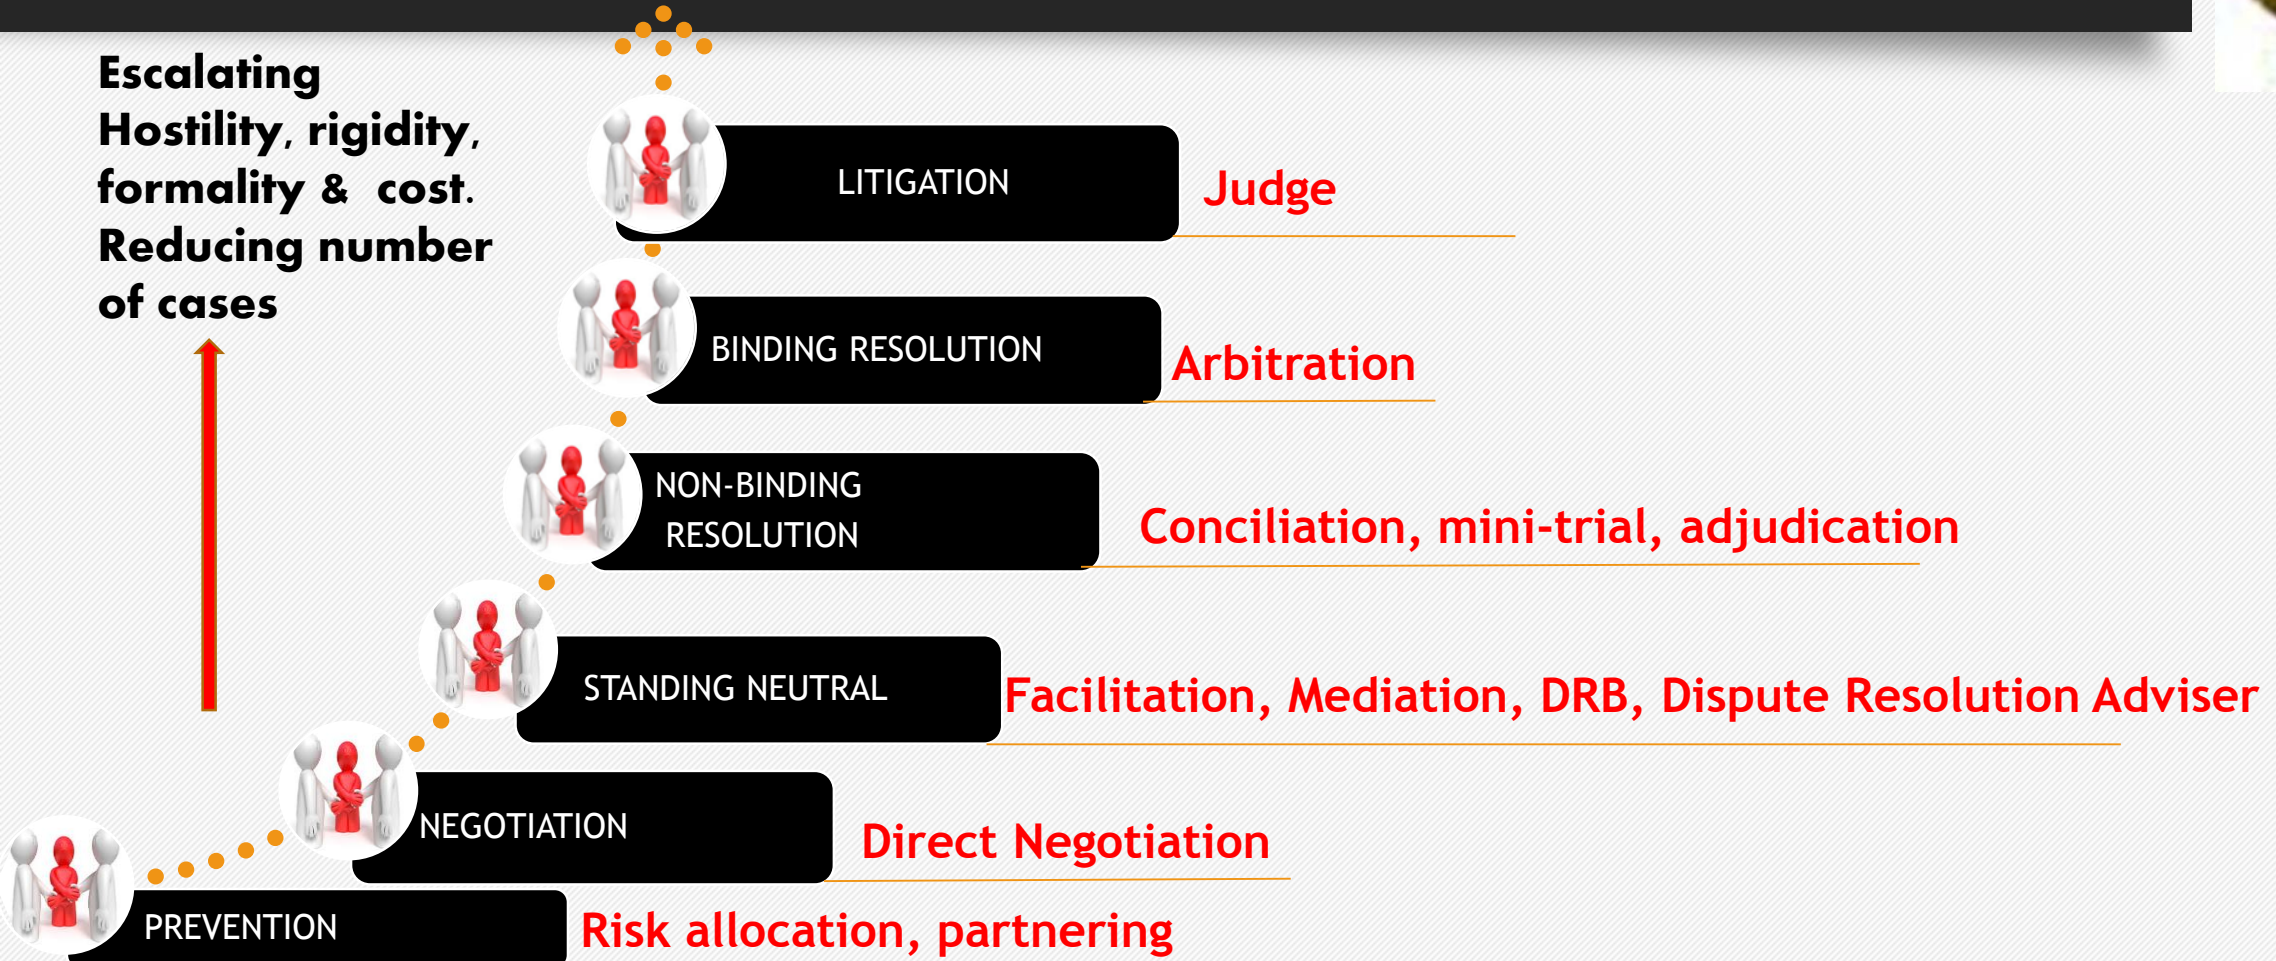 Escalating
Hostility, rigidity,
formality & cost.
Reducing number
of cases
LITIGATION
Judge
BINDING RESOLUTION
Arbitration
NON-BINDING
RESOLUTION
Conciliation, mini-trial, adjudication
STANDING NEUTRAL
Facilitation, Mediation, DRB, Dispute Resolution Adviser
NEGOTIATION
Direct Negotiation
PREVENTION
Risk allocation, partnering